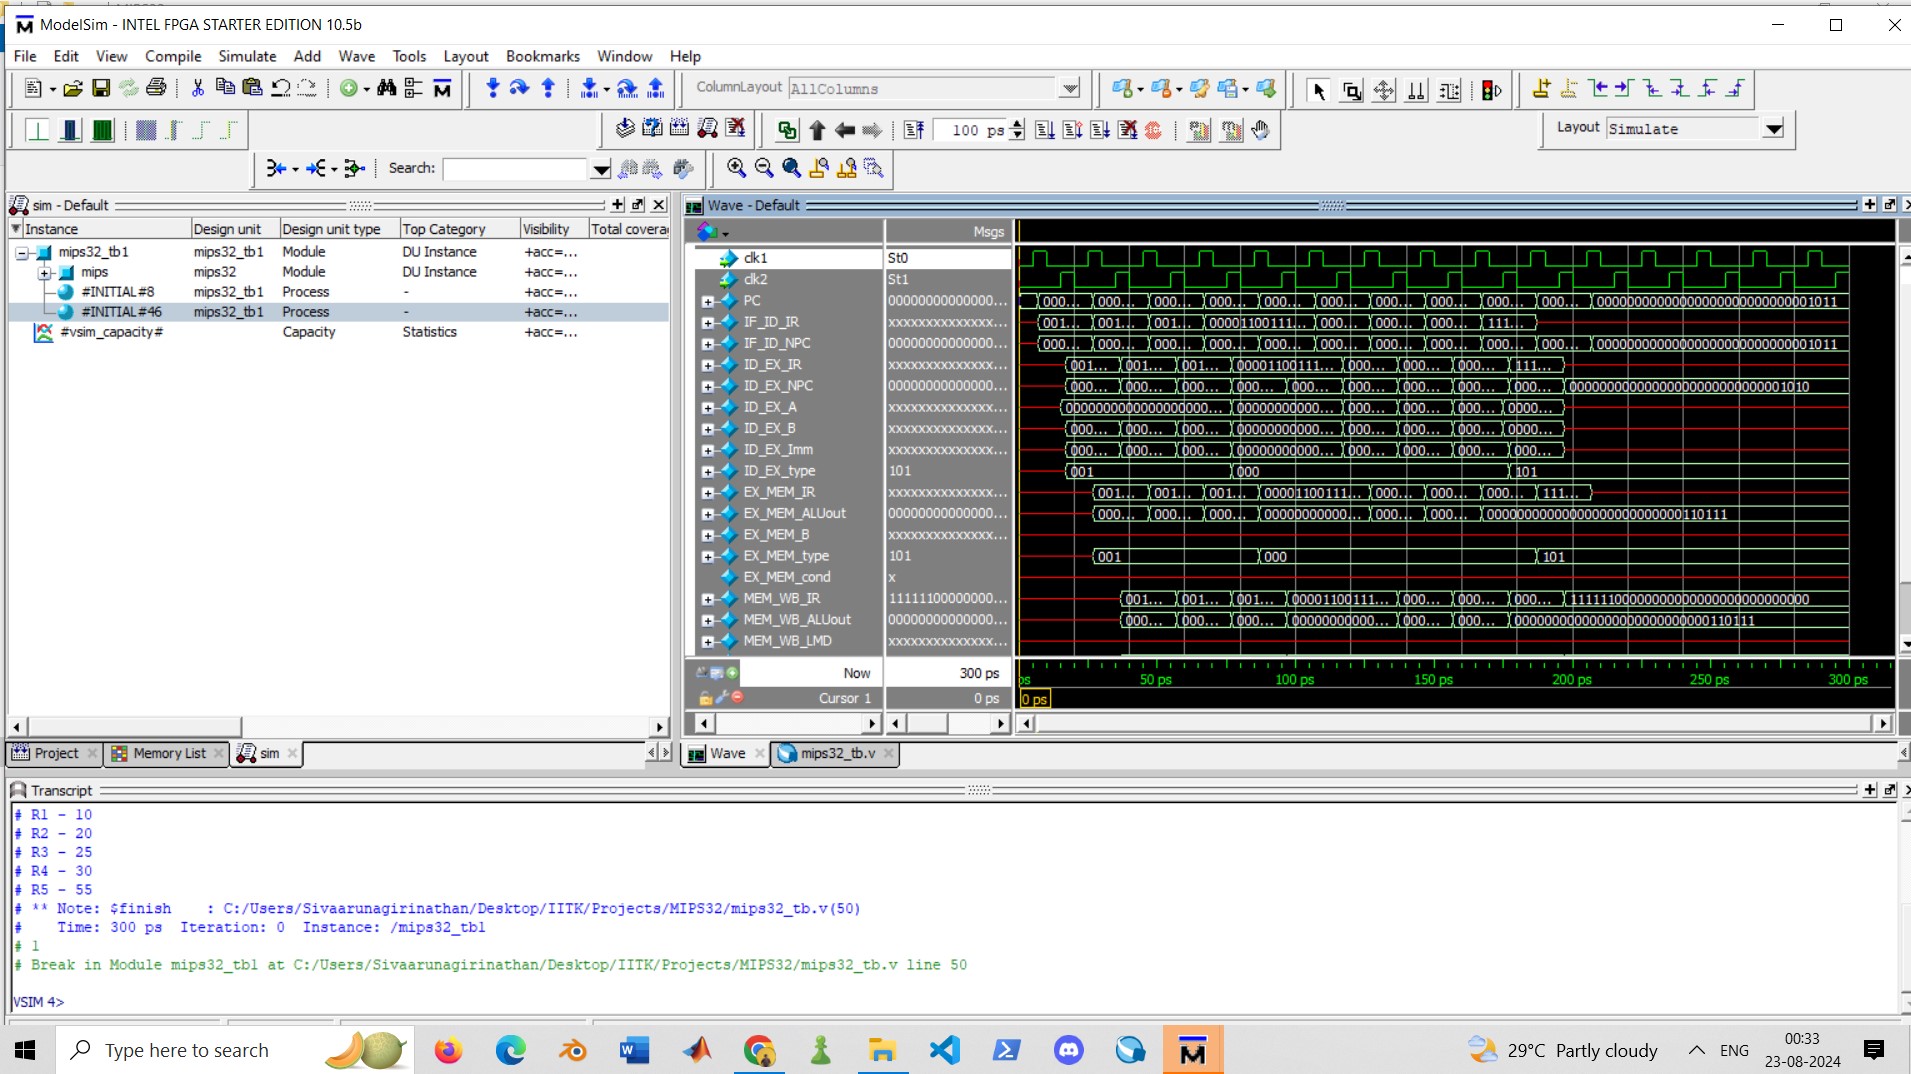 ModelSim - INTEL FPGA STARTER EDITION 10.5b
File Edit View Compile Simulate Add Wave Tools Layout Bookmarks Window Help
ColumnLayout AllColumns
100 ps
Layout Simulate
Search:
sim - Default
Instance Design unit Design unit type Top Category Visibility Total covera
mips32_tb1 mips32_tb1 Module DU Instance +acc=...
mips mips32 Module DU Instance +acc=...
#INITIAL#8 mips32_tb1 Process - +acc=...
#INITIAL#46 mips32_tb1 Process - +acc=...
#vsim_capacity# Capacity Statistics +acc=...
Wave - Default
Msgs
clk1 St0
clk2 St1
PC 00000000000000... 000... 000... 000... 000... 000... 000... 000... 000... 000... 000... 00000000000000000000000000001011
IF_ID_IR xxxxxxxxxxxxxx... 001... 001... 001... 00001100111... 000... 000... 000... 111...
IF_ID_NPC 00000000000000... 000... 000... 000... 000... 000... 000... 000... 000... 000... 000... 00000000000000000000000000001011
ID_EX_IR xxxxxxxxxxxxxx... 001... 001... 001... 00001100111... 000... 000... 000... 111...
ID_EX_NPC 00000000000000... 000... 000... 000... 000... 000... 000... 000... 000... 000... 00000000000000000000000000001010
ID_EX_A xxxxxxxxxxxxxx... 0000000000000000000... 00000000000... 000... 000... 000... 0000...
ID_EX_B xxxxxxxxxxxxxx... 000... 000... 000... 00000000000... 000... 000... 000... 0000...
ID_EX_Imm xxxxxxxxxxxxxx... 000... 000... 000... 00000000000... 000... 000... 000... 000...
ID_EX_type 101 001 000 101
EX_MEM_IR xxxxxxxxxxxxxx... 001... 001... 001... 00001100111... 000... 000... 000... 111...
EX_MEM_ALUout 00000000000000... 000... 000... 000... 00000000000... 000... 000... 00000000000000000000000000110111
EX_MEM_B xxxxxxxxxxxxxx...
EX_MEM_type 101 001 000 101
EX_MEM_cond x
MEM_WB_IR 11111100000000... 001... 001... 001... 00001100111... 000... 000... 000... 11111100000000000000000000000000
MEM_WB_ALUout 00000000000000... 000... 000... 000... 00000000000... 000... 000... 00000000000000000000000000110111
MEM_WB_LMD xxxxxxxxxxxxxx...
Now 300 ps 50 ps 100 ps 150 ps 200 ps 250 ps 300 ps
Cursor 1 0 ps 0 ps
Project Memory List sim
Wave mips32_tb.v
Transcript
# R1 - 10
# R2 - 20
# R3 - 25
# R4 - 30
# R5 - 55
# ** Note: $finish : C:/Users/Sivaarunagirinathan/Desktop/IITK/Projects/MIPS32/mips32_tb.v(50)
# Time: 300 ps Iteration: 0 Instance: /mips32_tb1
# 1
# Break in Module mips32_tb1 at C:/Users/Sivaarunagirinathan/Desktop/IITK/Projects/MIPS32/mips32_tb.v line 50
VSIM 4>
Type here to search
29°C Partly cloudy
ENG
00:33
23-08-2024